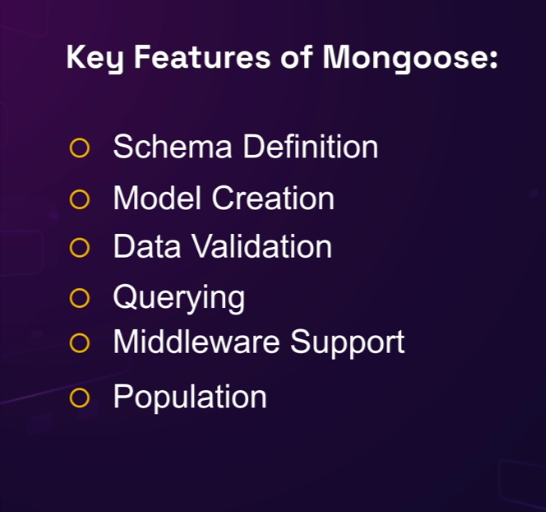 Key Features of Mongoose:
Schema Definition
Model Creation
Data Validation
Querying
Middleware Support
Population